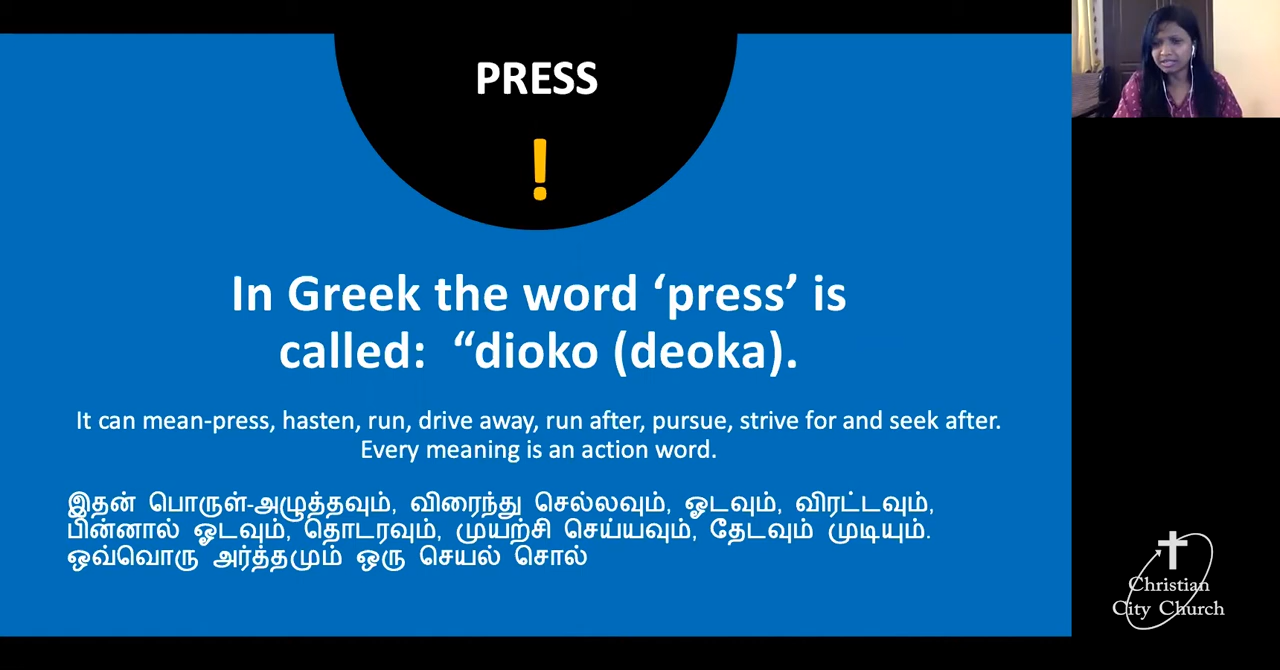 PRESS
!
In Greek the word ‘press’ is
called: “dioko (deoka).
It can mean-press, hasten, run, drive away, run after, pursue, strive for and seek after.
Every meaning is an action word.
இதன் பொருள்-அழுத்தவும், விரைந்து செல்லவும், ஓடவும், விரட்டவும்,
பின்னால் ஓடவும், தொடரவும், முயற்சி செய்யவும், தேடவும் முடியும்.
ஒவ்வொரு அர்த்தமும் ஒரு செயல் சொல்
Christian
City Church